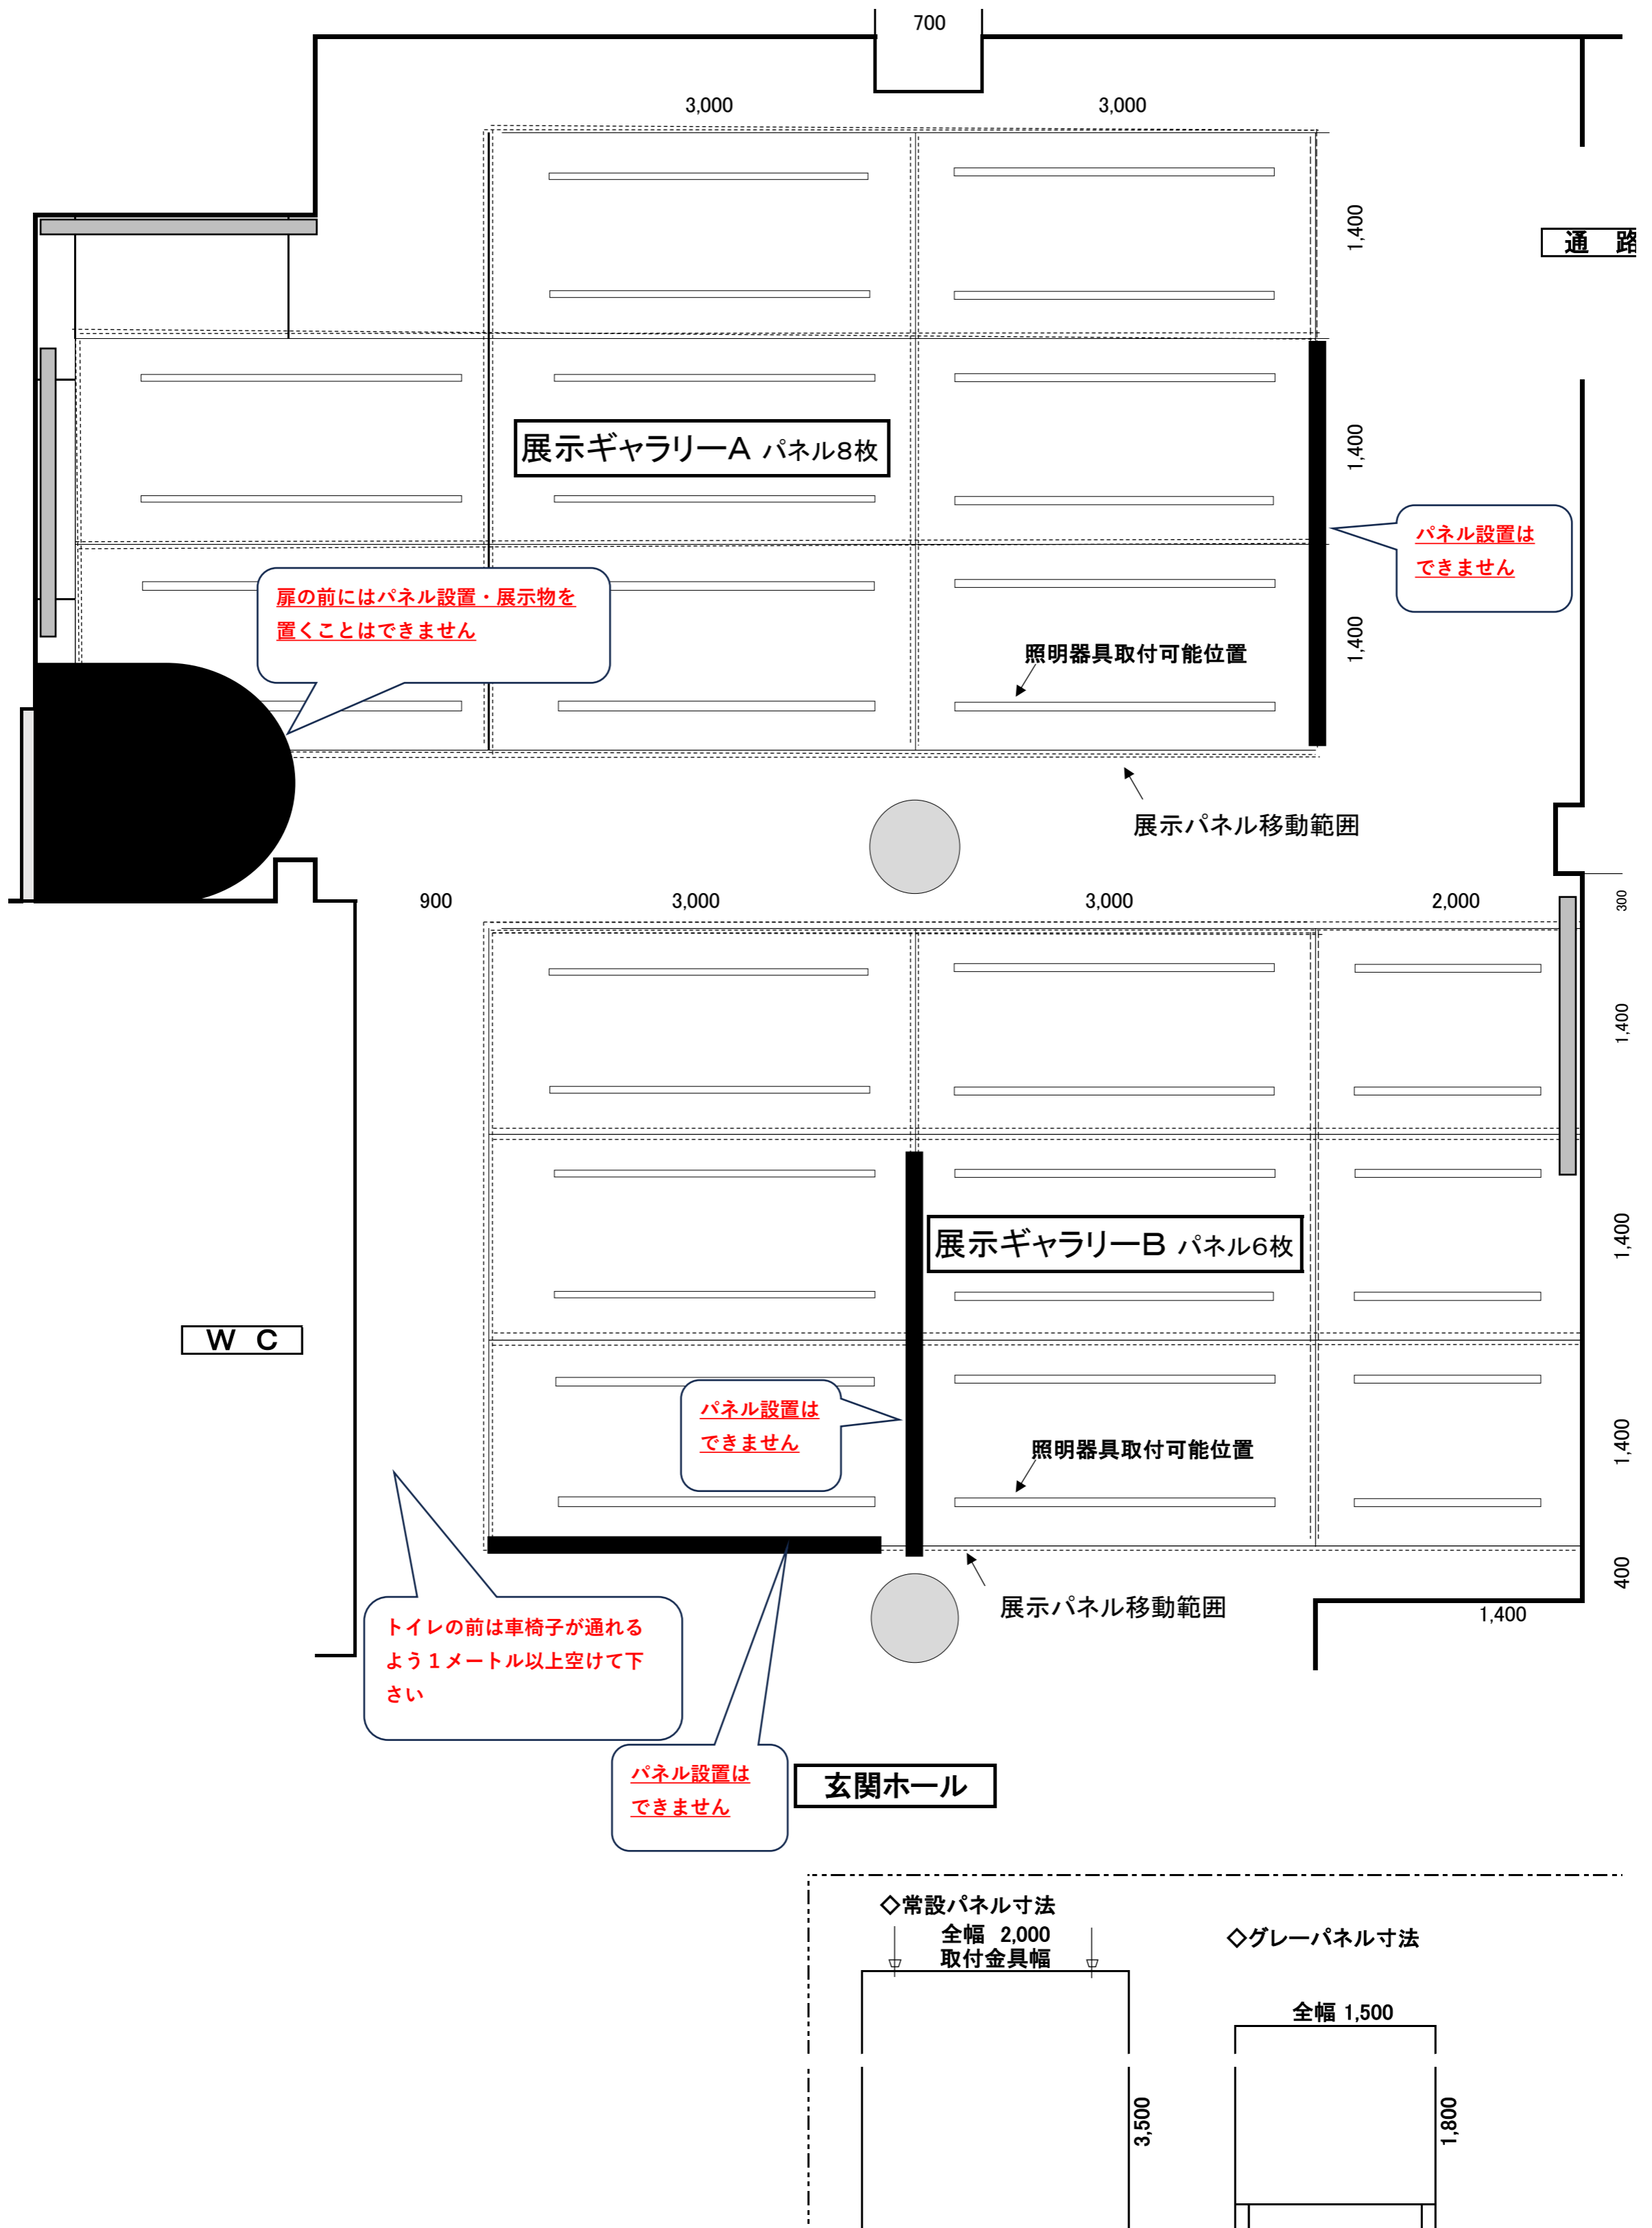 700
3,000
3,000
1,400
通 路
展示ギャラリーA パネル8枚
1,400
パネル設置は
できません
扉の前にはパネル設置・展示物を
置くことはできません
1,400
照明器具取付可能位置
展示パネル移動範囲
900
3,000
3,000
2,000
300
1,400
展示ギャラリーB パネル6枚
1,400
W C
パネル設置は
できません
照明器具取付可能位置
1,400
400
展示パネル移動範囲
1,400
トイレの前は車椅子が通れる
よう1メートル以上空けて下
さい
パネル設置は
できません
玄関ホール
◇常設パネル寸法
全幅 2,000
取付金具幅
◇グレーパネル寸法
全幅 1,500
3,500
1,800